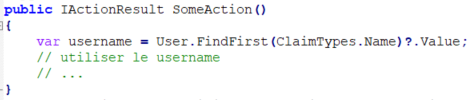 public IActionResult SomeAction()
{
    var username = User.FindFirst(ClaimTypes.Name)?.Value;
    // utiliser le username
    // ...
}